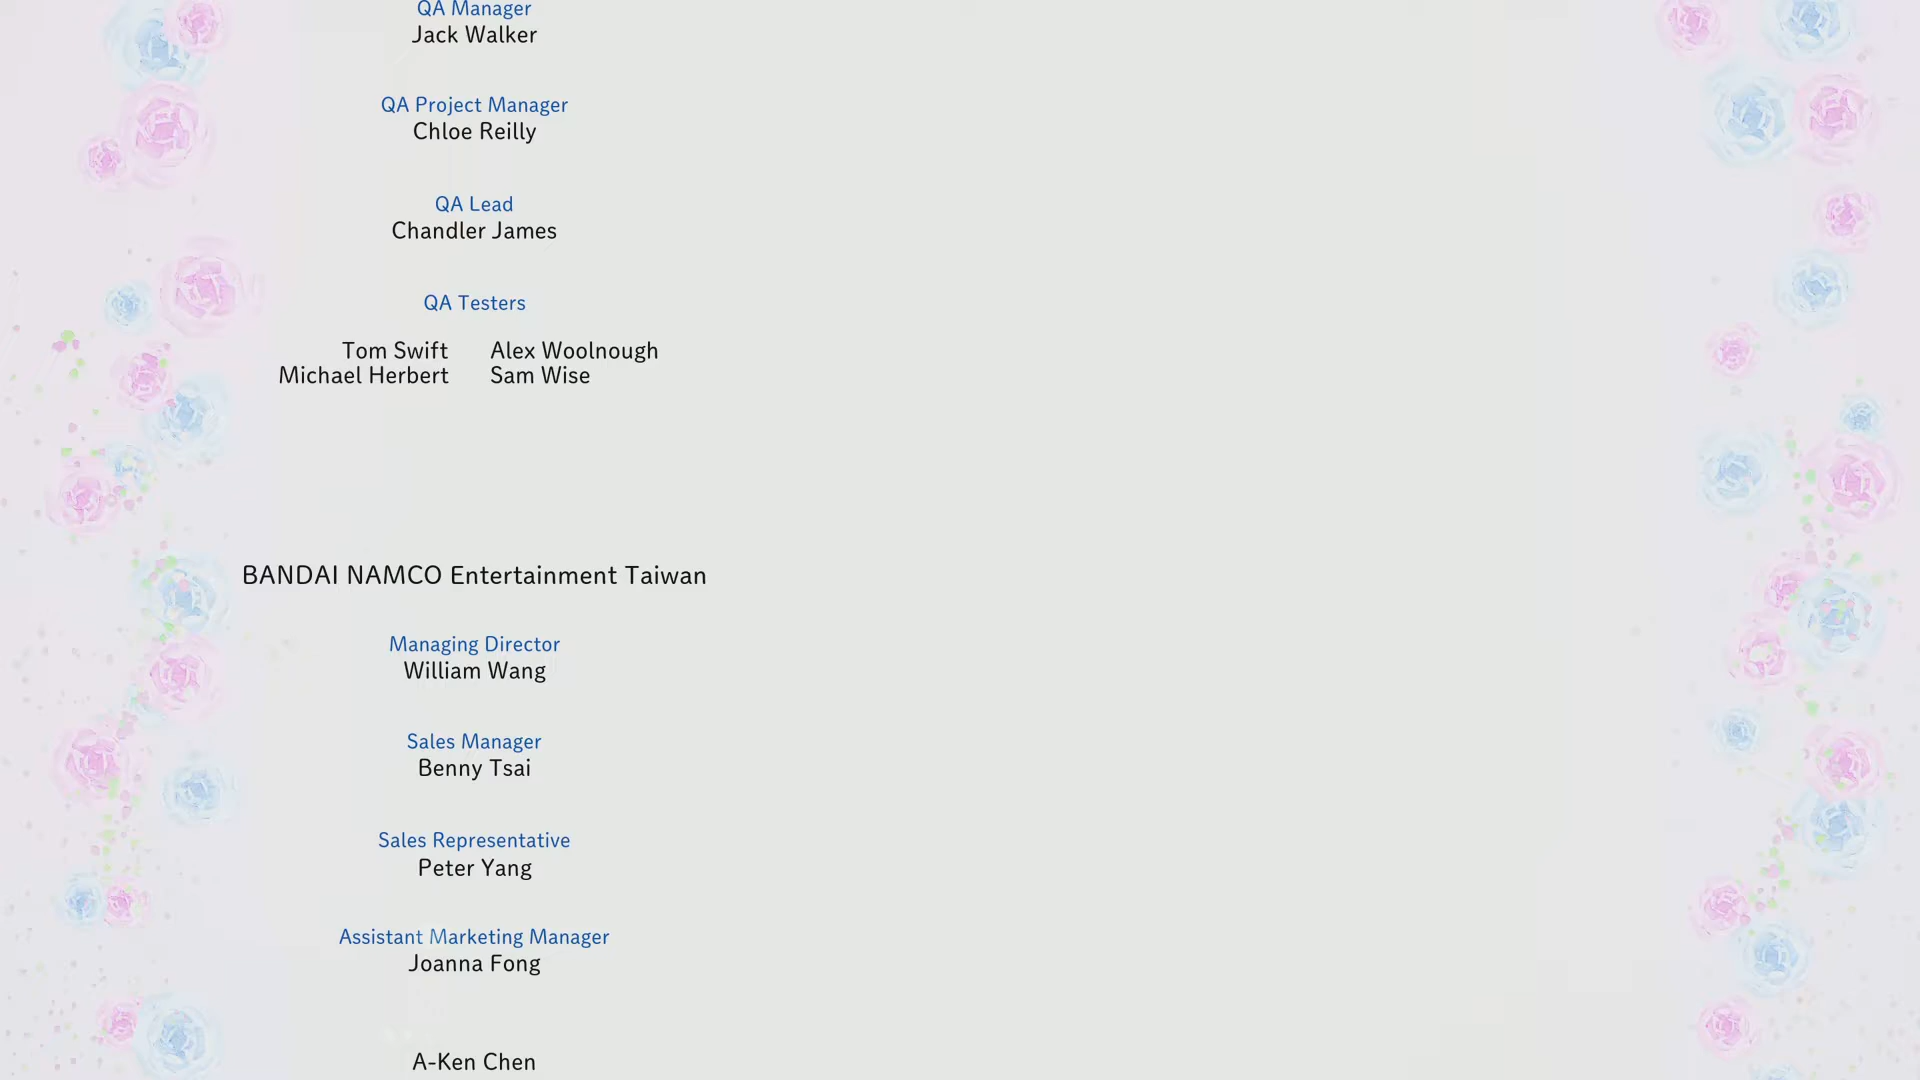 QA Manager
Jack Walker
QA Project Manager
Chloe Reilly
QA Lead
Chandler James
QA Testers
Tom Swift Alex Woolnough
Michael Herbert Sam Wise
BANDAI NAMCO Entertainment Taiwan
Managing Director
William Wang
Sales Manager
Benny Tsai
Sales Representative
Peter Yang
Assistant Marketing Manager
Joanna Fong
A-Ken Chen